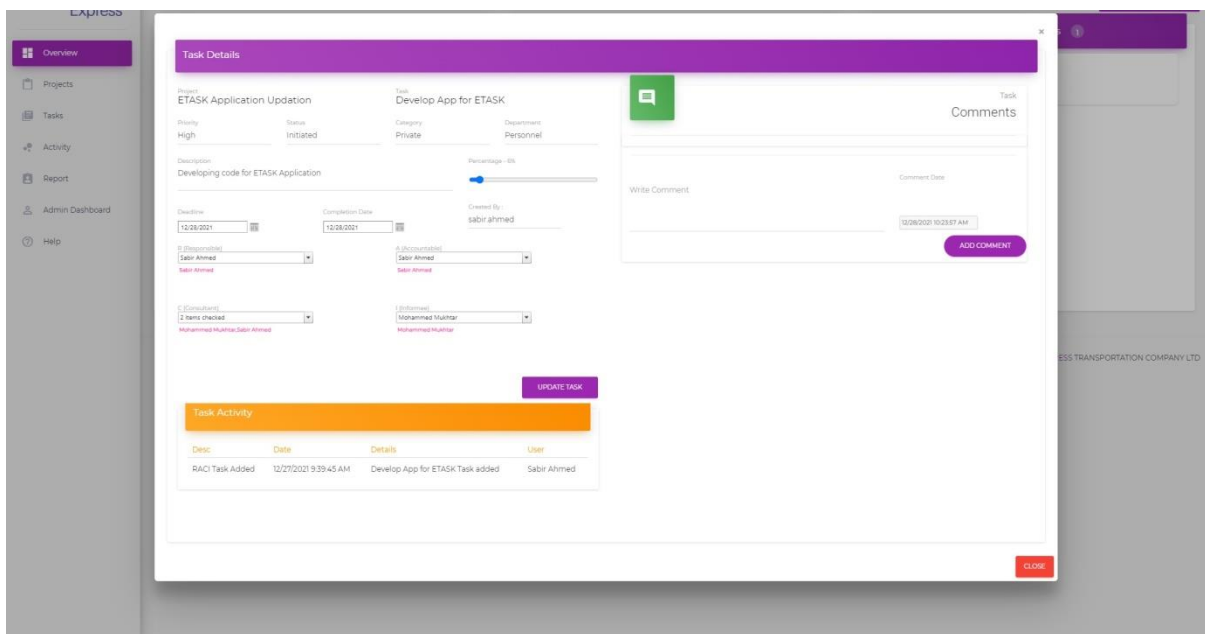 Express
Overview
Projects
Tasks
Activity
Report
Admin Dashboard
Help
×
1
Task Details
Project
ETASK Application Updation
Task
Develop App for ETASK
Priority
High
Status
Initiated
Category
Private
Department
Personnel
Description
Developing code for ETASK Application
Deadline
12/28/2021
Completion Date
12/28/2021
Created By :
sabir.ahmed
R (Responsible)
Sabir Ahmed
Sabir Ahmed
A (Accountable)
Sabir Ahmed
Sabir Ahmed
C (Consultant)
2 items checked
Mohammed Mukhtar,Sabir Ahmed
I (Informee)
Mohammed Mukhtar
Mohammed Mukhtar
UPDATE TASK
Task Activity
Desc Date Details User
RACI Task Added 12/27/2021 9:39:45 AM Develop App for ETASK Task added Sabir Ahmed
Task
Comments
Write Comment
Comment Date
12/28/2021 10:23:57 AM
ADD COMMENT
ESS TRANSPORTATION COMPANY LTD
CLOSE